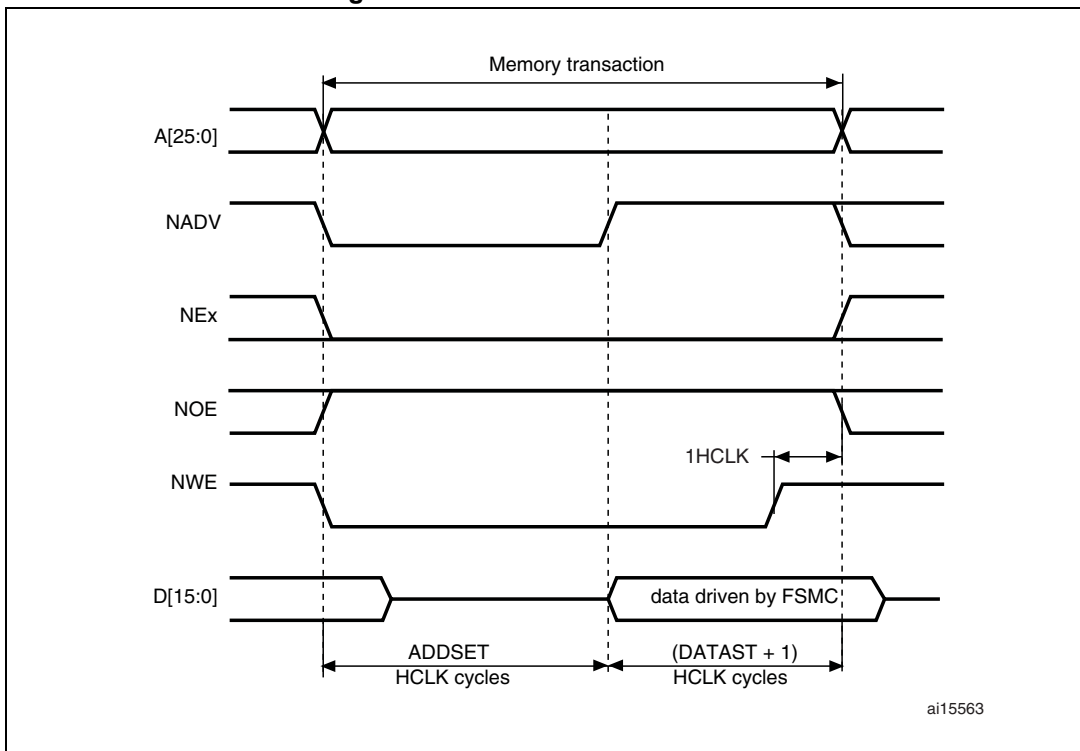 Memory transaction
A[25:0]
NADV
NEx
NOE
1HCLK
NWE
D[15:0]
data driven by FSMC
ADDSET
HCLK cycles
(DATAST + 1)
HCLK cycles
ai15563